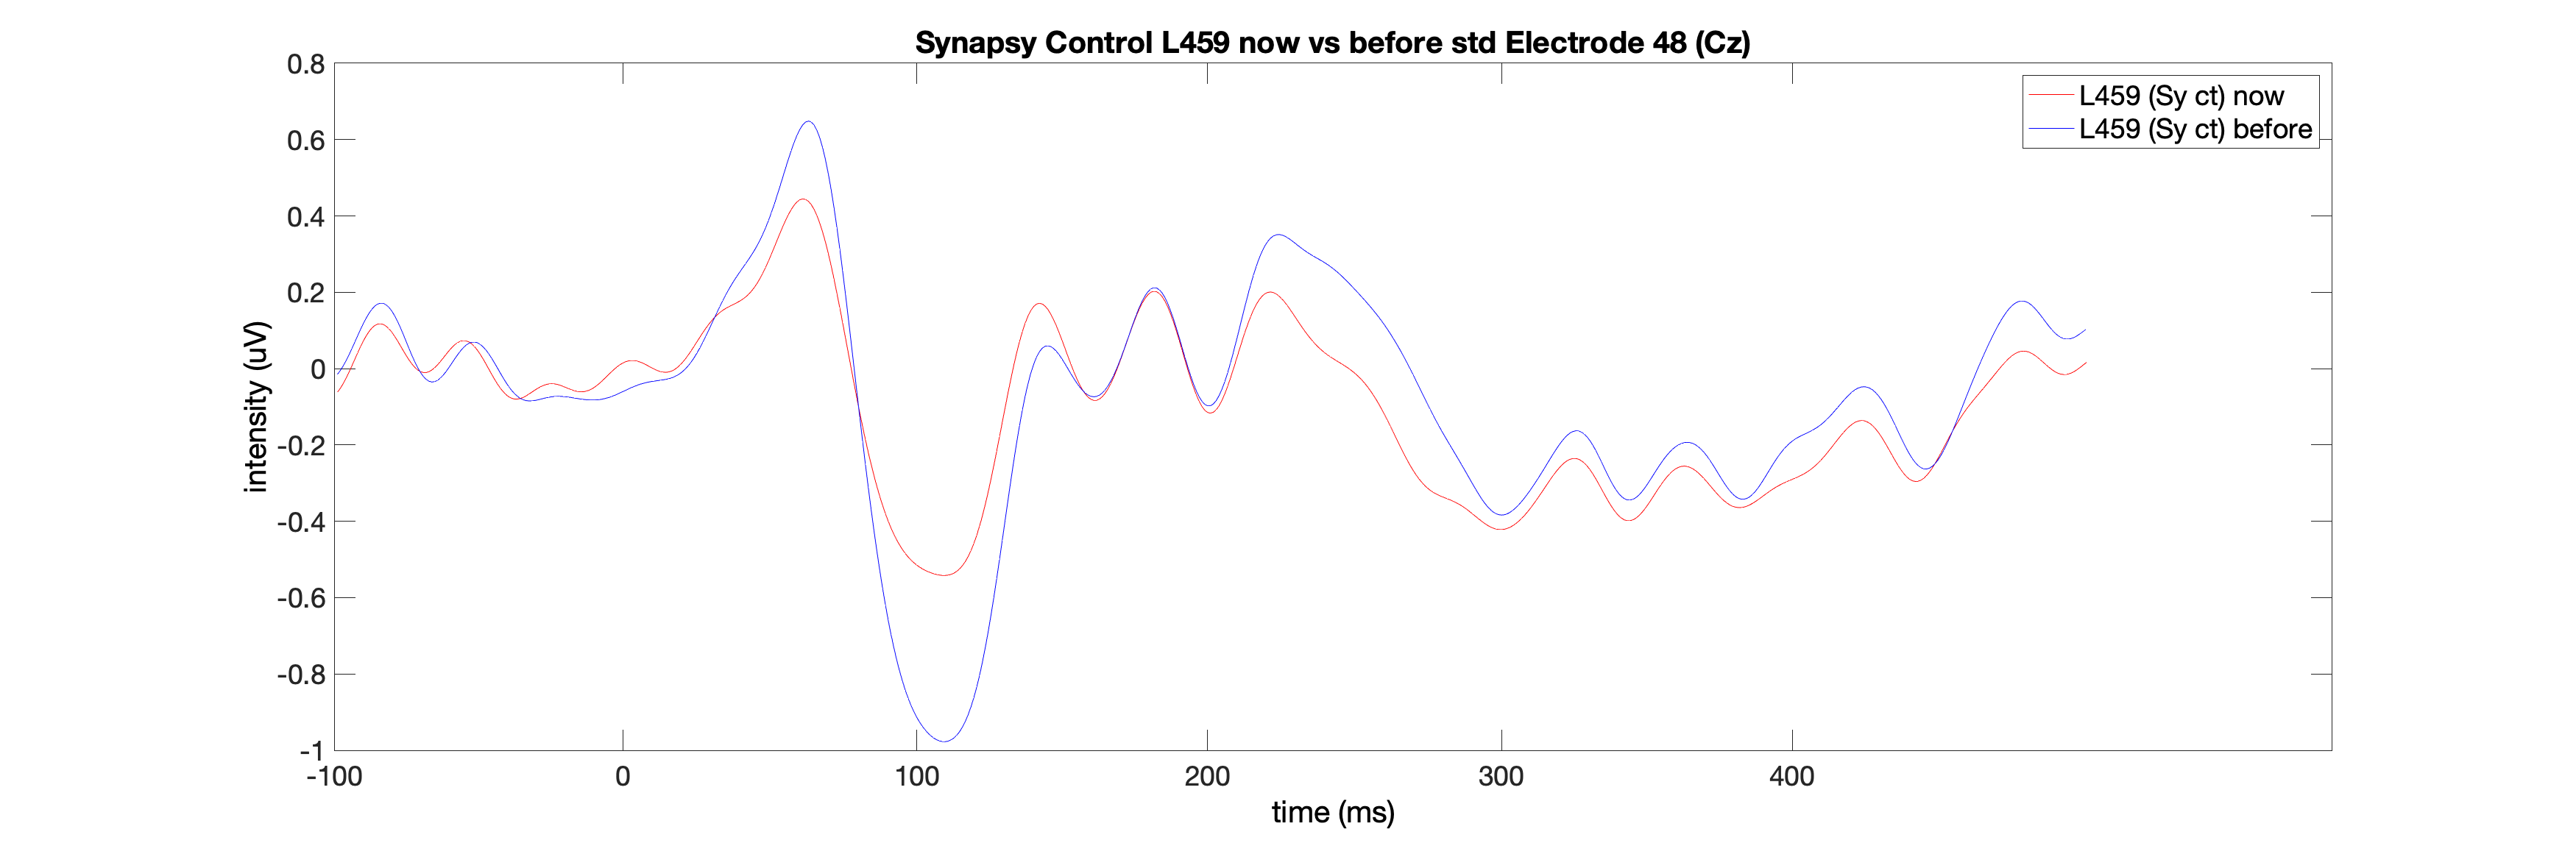 Synapsy Control L459 now vs before std Electrode 48 (Cz)
L459 (Sy ct) now
L459 (Sy ct) before
intensity (uV)
0.8
0.6
0.4
0.2
0
-0.2
-0.4
-0.6
-0.8
-1
-100 0 100 200 300 400
time (ms)